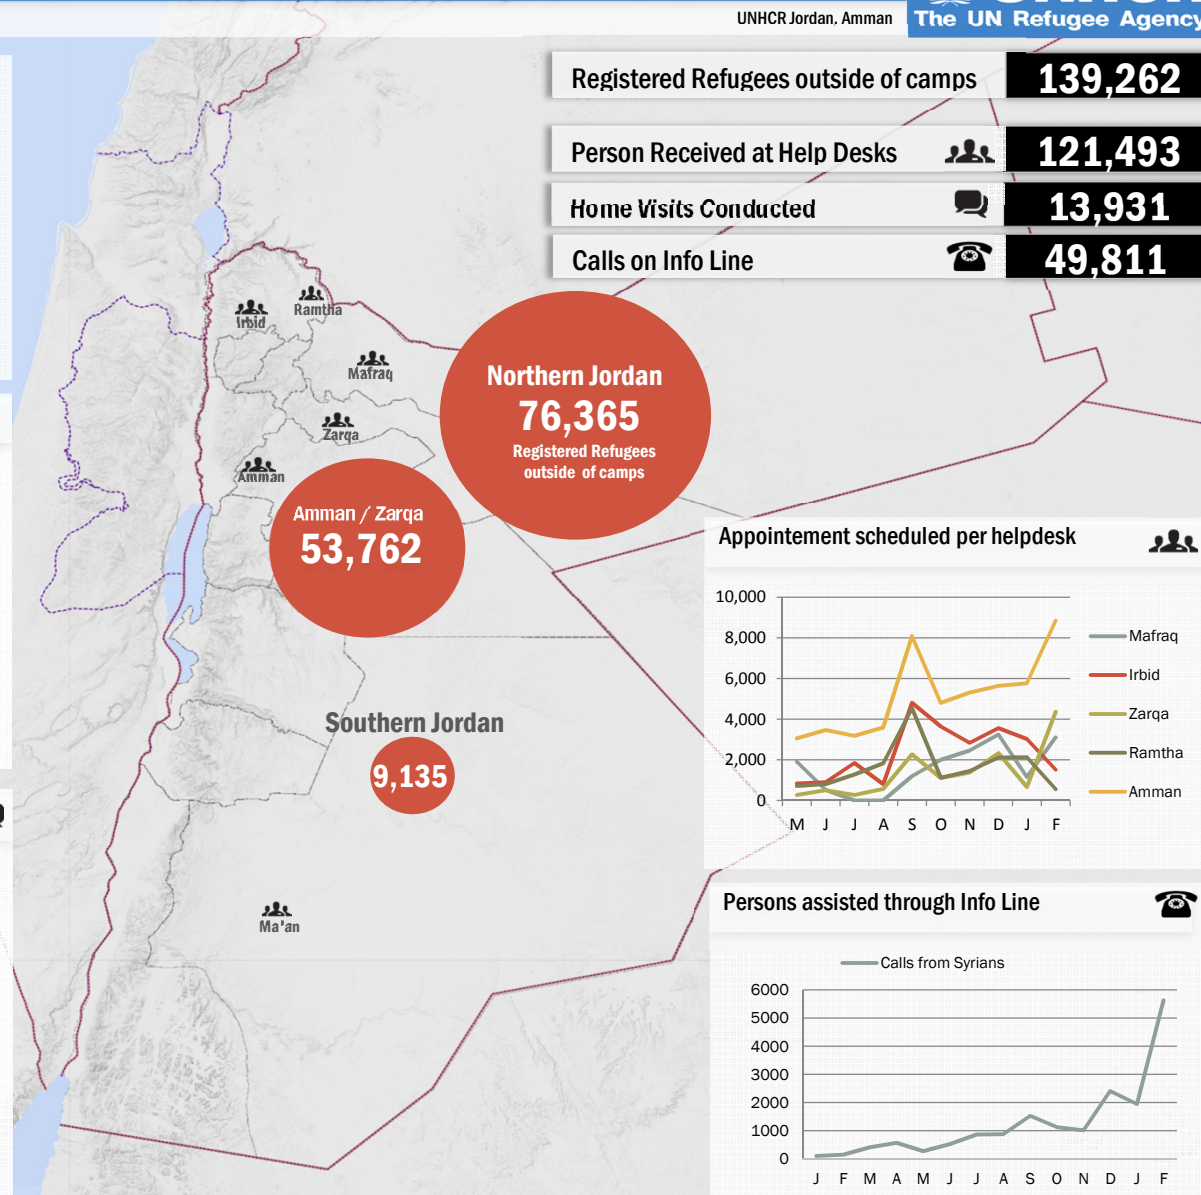 UNHCR Jordan, Amman
The UN Refugee Agency
Registered Refugees outside of camps 139,262
Person Received at Help Desks 121,493
Home Visits Conducted 13,931
Calls on Info Line 49,811
Irbid
Ramtha
Mafraq
Zarqa
Amman
Northern Jordan
76,365
Registered Refugees
outside of camps
Amman / Zarqa
53,762
Southern Jordan
9,135
Ma'an
Appointement scheduled per helpdesk
10,000
8,000
6,000
4,000
2,000
0
M J J A S O N D J F
Mafraq
Irbid
Zarqa
Ramtha
Amman
Persons assisted through Info Line
Calls from Syrians
6000
5000
4000
3000
2000
1000
0
J F M A M J J A S O N D J F